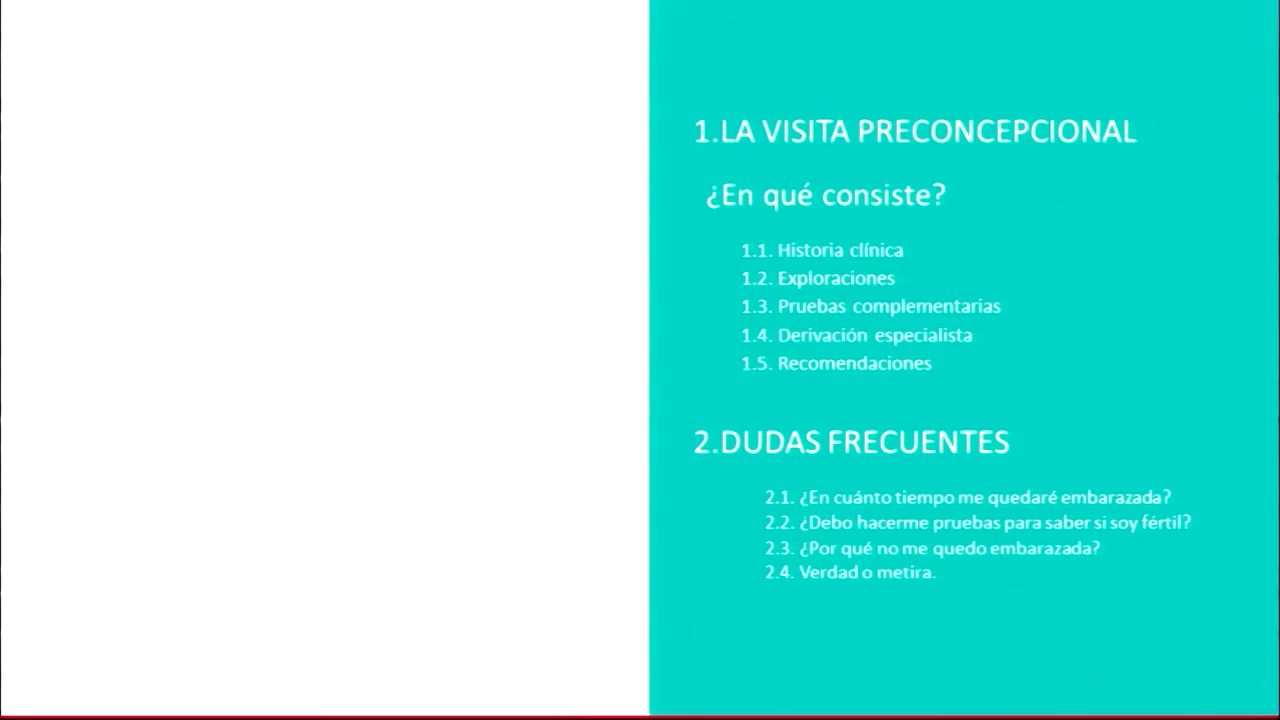 1.LA VISITA PRECONCEPCIONAL
¿En qué consiste?
1.1. Historia clínica
1.2. Exploraciones
1.3. Pruebas complementarias
1.4. Derivación especialista
1.5. Recomendaciones
2.DUDAS FRECUENTES
2.1. ¿En cuánto tiempo me quedaré embarazada?
2.2. ¿Debo hacerme pruebas para saber si soy fértil?
2.3. ¿Por qué no me quedo embarazada?
2.4. Verdad o metira.